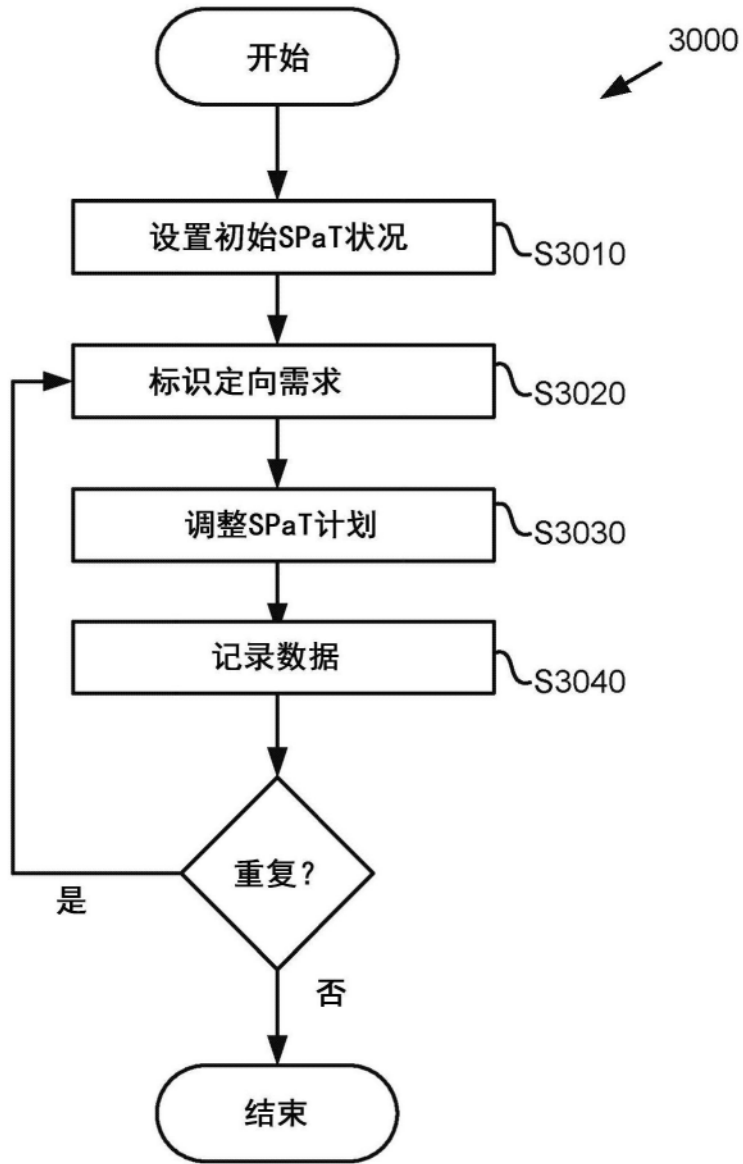 开始
3000
设置初始SPaT状况
S3010
标识定向需求
S3020
调整SPaT计划
S3030
记录数据
S3040
重复?
是
否
结束